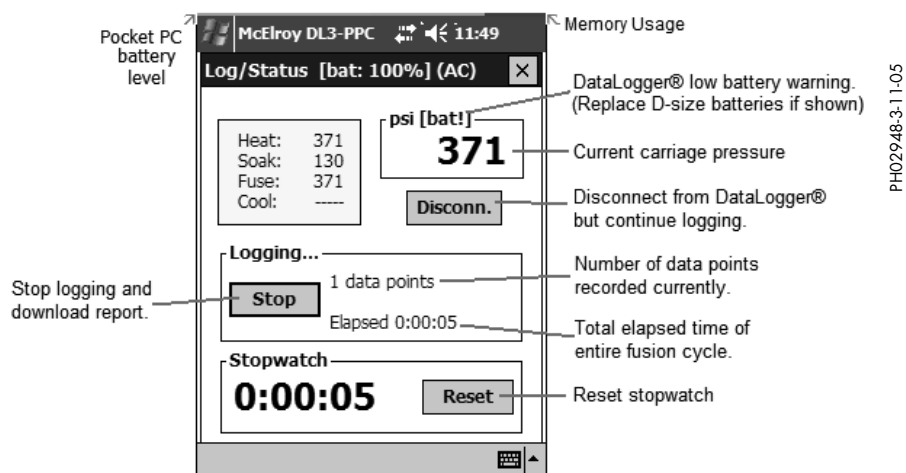 Pocket PC
battery
level
McElroy DL3-PPC 11:49
Memory Usage
Log/Status [bat: 100%] (AC)
DataLogger® low battery warning.
(Replace D-size batteries if shown)
psi [bat!]
371
Current carriage pressure
Heat: 371
Soak: 130
Fuse: 371
Cool: -----
Disconn.
Disconnect from DataLogger®
but continue logging.
Logging...
Stop
1 data points
Elapsed 0:00:05
Stop logging and
download report.
Number of data points
recorded currently.
Total elapsed time of
entire fusion cycle.
Stopwatch
0:00:05
Reset
Reset stopwatch
PH02948-3-11-05